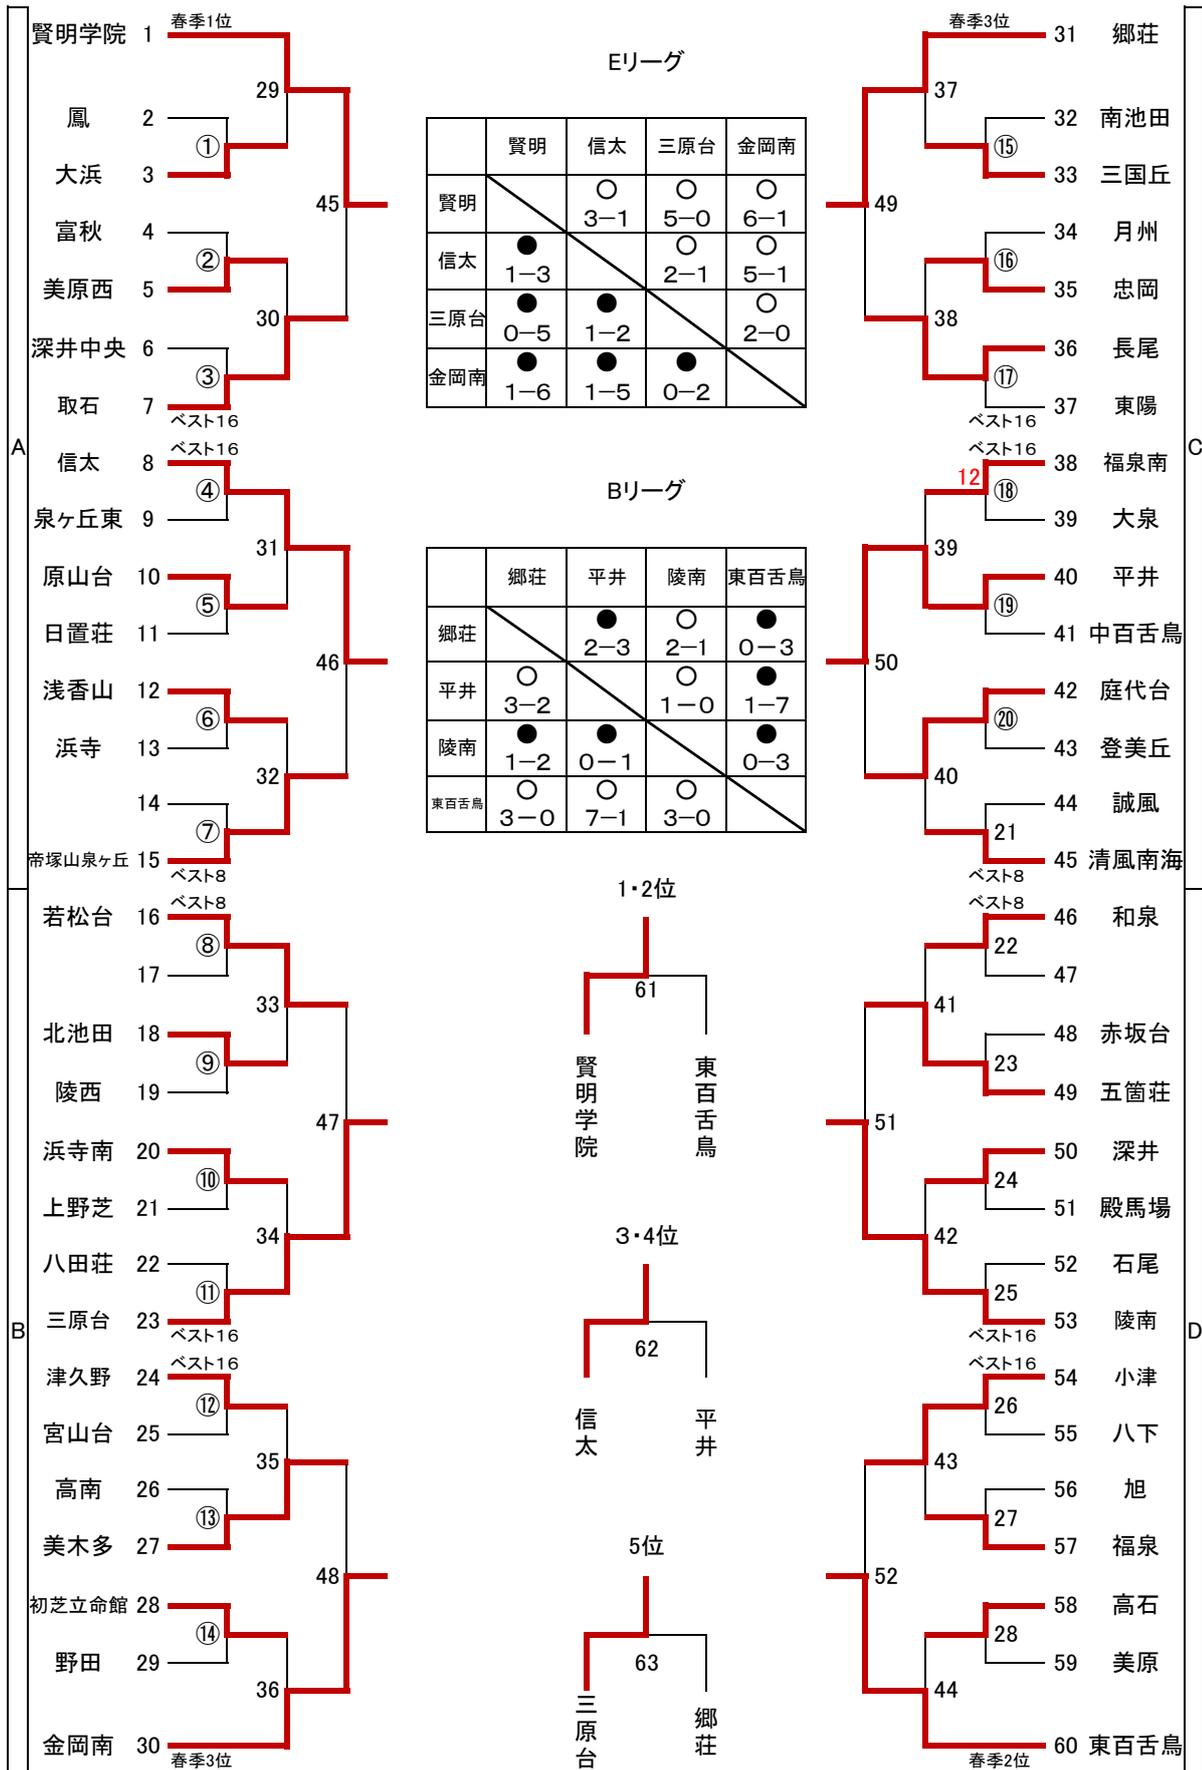 春季1位
賢明学院 1
29
鳳 2
①
大浜 3
45
富秋 4
②
美原西 5
30
深井中央 6
③
取石 7
ベスト16
A
ベスト16
信太 8
④
泉ヶ丘東 9
31
原山台 10
⑤
日置荘 11
46
浅香山 12
⑥
浜寺 13
32
14
⑦
帝塚山泉ヶ丘 15
ベスト8
ベスト8
若松台 16
⑧
17
33
北池田 18
⑨
陵西 19
47
浜寺南 20
⑩
上野芝 21
34
八田荘 22
⑪
三原台 23
ベスト16
B
ベスト16
津久野 24
⑫
宮山台 25
35
高南 26
⑬
美木多 27
48
初芝立命館 28
⑭
野田 29
36
金岡南 30
春季3位
Eリーグ
賢明 信太 三原台 金岡南
○ ○ ○
賢明 3−1 5−0 6−1
● ○ ○
信太 1−3 2−1 5−1
● ● ○
三原台 0−5 1−2 2−0
● ● ●
金岡南 1−6 1−5 0−2
Bリーグ
郷荘 平井 陵南 東百舌鳥
● ○ ●
郷荘 2−3 2−1 0−3
○ ○ ●
平井 3−2 1−0 1−7
● ● ●
陵南 1−2 0−1 0−3
○ ○ ○
東百舌鳥 3−0 7−1 3−0
1・2位
61
賢明学院
東百舌鳥
3・4位
62
信太
平井
5位
63
三原台
郷荘
春季3位
31 郷荘
37
32 南池田
⑮
33 三国丘
49
34 月州
⑯
35 忠岡
38
36 長尾
⑰
37 東陽
ベスト16
C
ベスト16
38 福泉南
12
⑱
39 大泉
39
40 平井
⑲
41 中百舌鳥
50
42 庭代台
⑳
43 登美丘
40
44 誠風
21
45 清風南海
ベスト8
ベスト8
46 和泉
22
47
41
48 赤坂台
23
49 五箇荘
51
50 深井
24
51 殿馬場
42
52 石尾
25
53 陵南
ベスト16
D
ベスト16
54 小津
26
55 八下
43
56 旭
27
57 福泉
52
58 高石
28
59 美原
44
60 東百舌鳥
春季2位